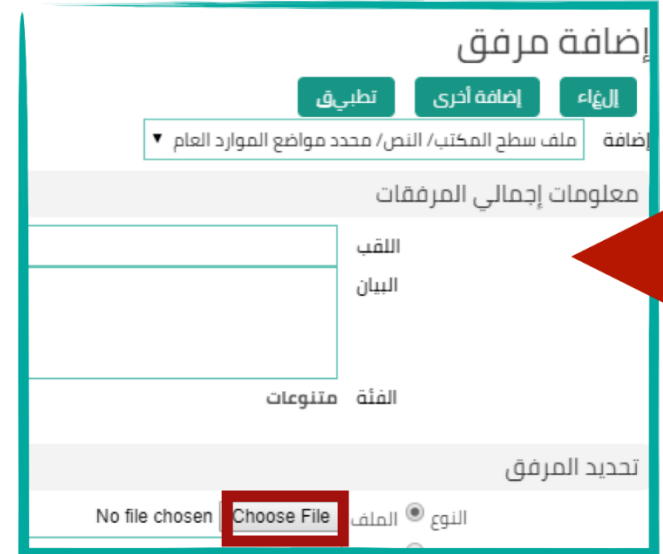 إضافة مرفق
إلغاء إضافة أخرى تطبيق
إضافة ملف سطح المكتب/ النص/ محدد مواضع الموارد العام
معلومات إجمالي المرفقات
اللقب
البيان
الفئة متنوعات
تحديد المرفق
النوع الملف Choose File No file chosen